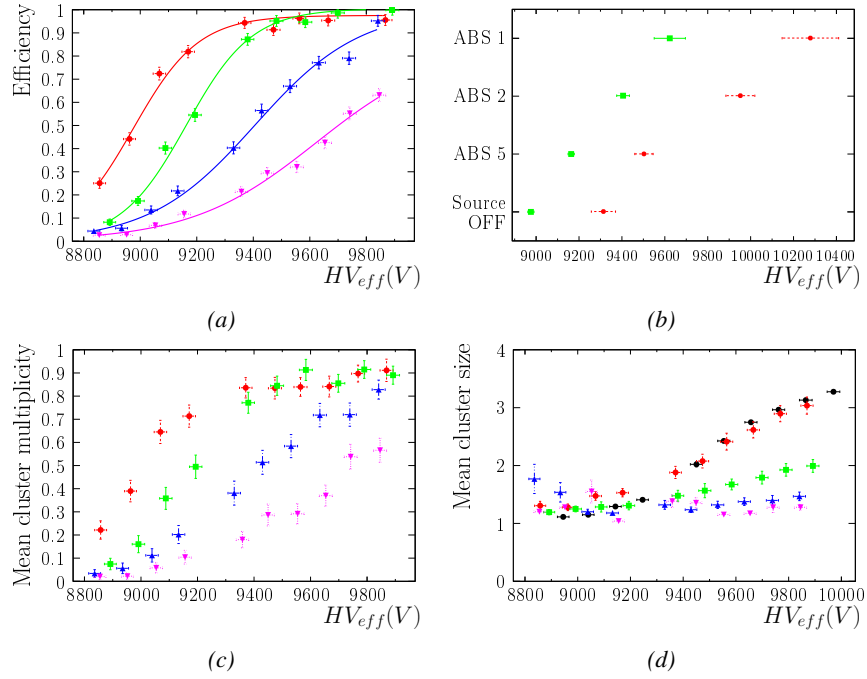 1
0.9
0.8
0.7
0.6
0.5
0.4
0.3
0.2
0.1
0
Efficiency
8800 9000 9200 9400 9600 9800
HV_eff(V)
(a)
ABS 1
ABS 2
ABS 5
Source
OFF
9000 9200 9400 9600 9800 10000 10200 10400
HV_eff(V)
(b)
1
0.9
0.8
0.7
0.6
0.5
0.4
0.3
0.2
0.1
0
Mean cluster multiplicity
8800 9000 9200 9400 9600 9800
HV_eff(V)
(c)
4
3
2
1
0
Mean cluster size
8800 9000 9200 9400 9600 9800 10000
HV_eff(V)
(d)